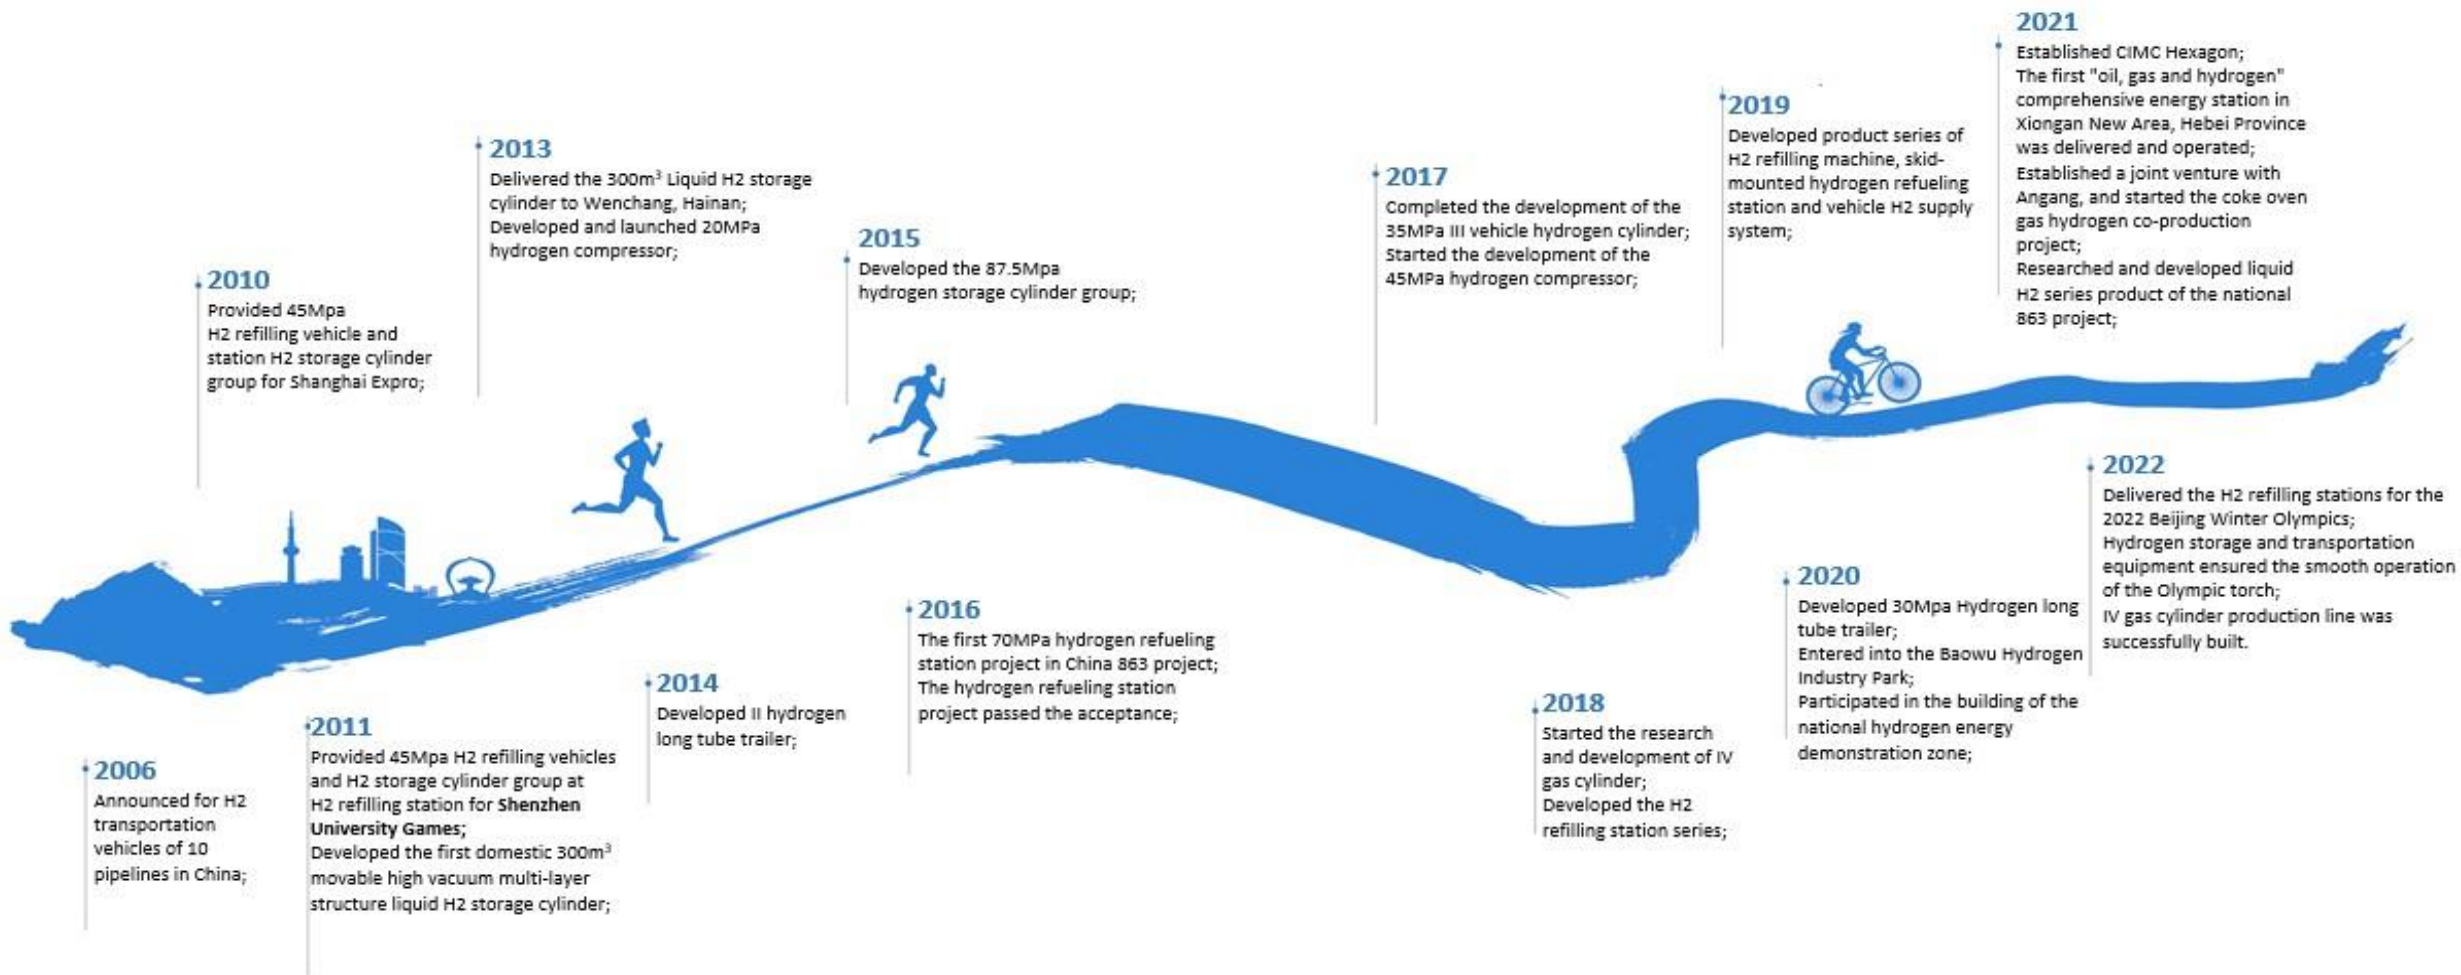 2006
Announced for H2
transportation
vehicles of 10
pipelines in China;
2010
Provided 45Mpa
H2 refilling vehicle and
station H2 storage cylinder
group for Shanghai Expro;
2011
Provided 45Mpa H2 refilling vehicles
and H2 storage cylinder group at
H2 refilling station for Shenzhen
University Games;
Developed the first domestic 300m³
movable high vacuum multi-layer
structure liquid H2 storage cylinder;
2013
Delivered the 300m³ Liquid H2 storage
cylinder to Wenchang, Hainan;
Developed and launched 20MPa
hydrogen compressor;
2014
Developed II hydrogen
long tube trailer;
2015
Developed the 87.5Mpa
hydrogen storage cylinder group;
2016
The first 70MPa hydrogen refueling
station project in China 863 project;
The hydrogen refueling station
project passed the acceptance;
2017
Completed the development of the
35MPa III vehicle hydrogen cylinder;
Started the development of the
45MPa hydrogen compressor;
2018
Started the research
and development of IV
gas cylinder;
Developed the H2
refilling station series;
2019
Developed product series of
H2 refilling machine, skid-
mounted hydrogen refueling
station and vehicle H2 supply
system;
2020
Developed 30Mpa Hydrogen long
tube trailer;
Entered into the Baowu Hydrogen
Industry Park;
Participated in the building of the
national hydrogen energy
demonstration zone;
2021
Established CIMC Hexagon;
The first "oil, gas and hydrogen"
comprehensive energy station in
Xiongan New Area, Hebei Province
was delivered and operated;
Established a joint venture with
Angang, and started the coke oven
gas hydrogen co-production
project;
Researched and developed liquid
H2 series product of the national
863 project;
2022
Delivered the H2 refilling stations for the
2022 Beijing Winter Olympics;
Hydrogen storage and transportation
equipment ensured the smooth operation
of the Olympic torch;
IV gas cylinder production line was
successfully built.